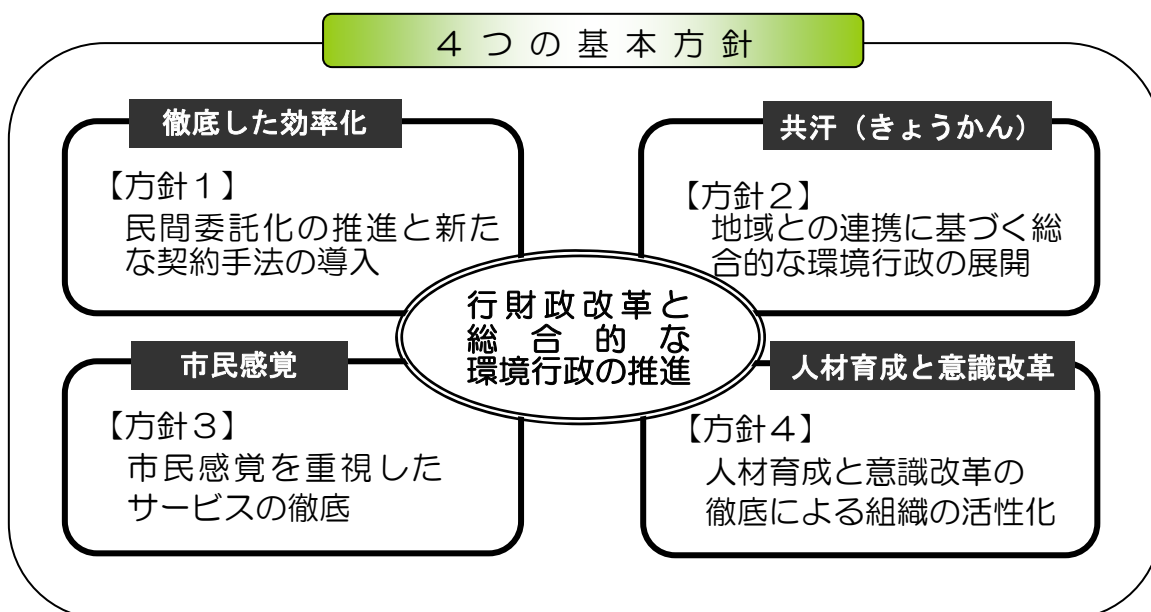 4つの基本方針
徹底した効率化
【方針1】
民間委託化の推進と新た
な契約手法の導入
共汗（きょうかん）
【方針2】
地域との連携に基づく総
合的な環境行政の展開
行財政改革と
総合的な
環境行政の推進
市民感覚
【方針3】
市民感覚を重視した
サービスの徹底
人材育成と意識改革
【方針4】
人材育成と意識改革の
徹底による組織の活性化